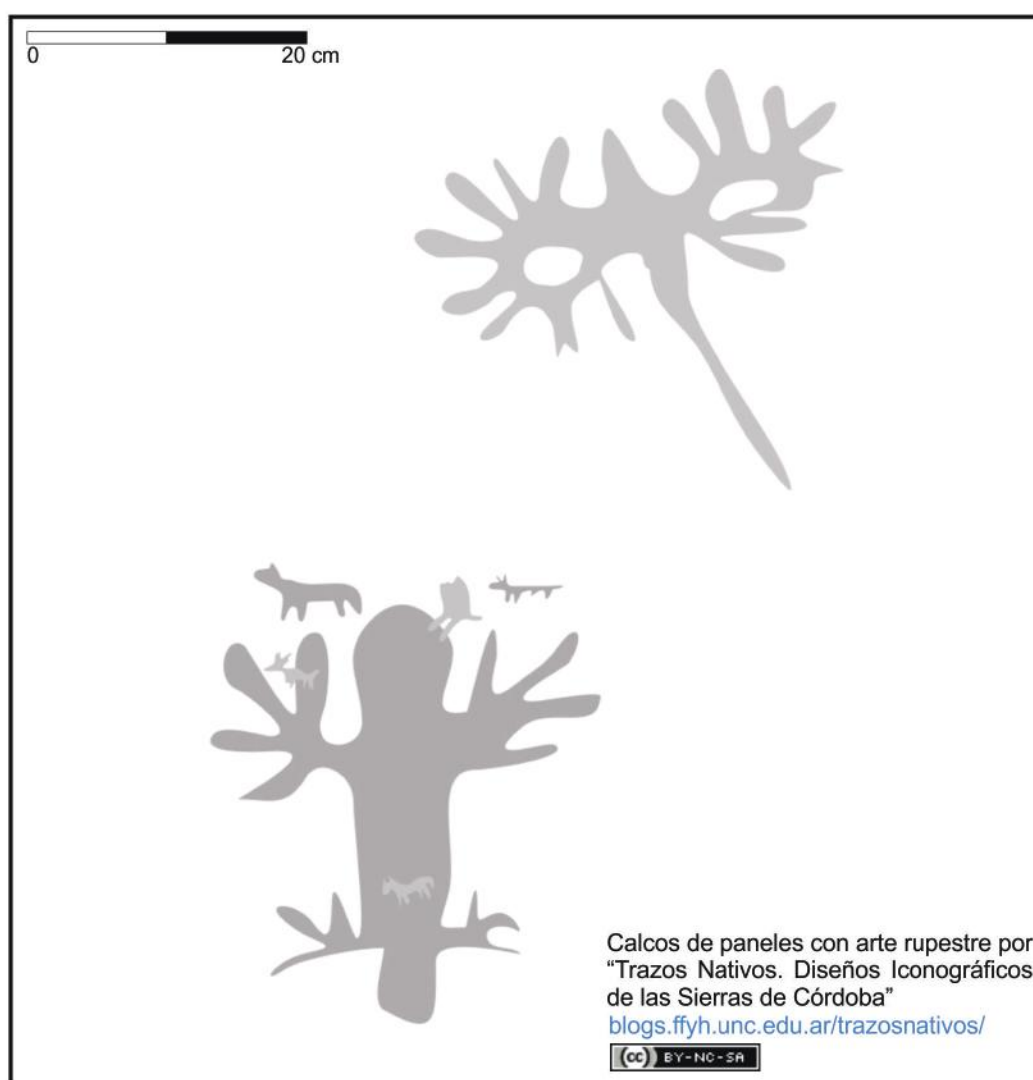 0 20 cm
Calcos de paneles con arte rupestre por
“Trazos Nativos. Diseños Iconográficos
de las Sierras de Córdoba”
blogs.ffyh.unc.edu.ar/trazosnativos/
(cc) BY-NC-SA